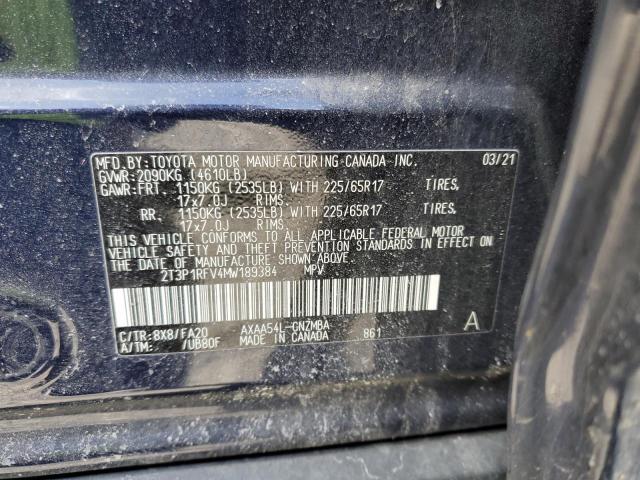 MFD.BY:TOYOTA MOTOR MANUFACTURING CANADA INC. 03/21
GVWR:2090KG (4610LB)
GAWR:FRT. 1150KG (2535LB) WITH 225/65R17 TIRES,
17x7.0J RIMS,
RR. 1150KG (2535LB) WITH 225/65R17 TIRES,
17x7.0J RIMS.
THIS VEHICLE CONFORMS TO ALL APPLICABLE FEDERAL MOTOR
VEHICLE SAFETY AND THEFT PREVENTION STANDARDS IN EFFECT
ON THE DATE OF MANUFACTURE SHOWN ABOVE.
2T3P1RFV4MW189384 MPV
C/TR:8X8/FA20 AXAA54L-GNZMBA A
A/TM: /UB80F MADE IN CANADA 861